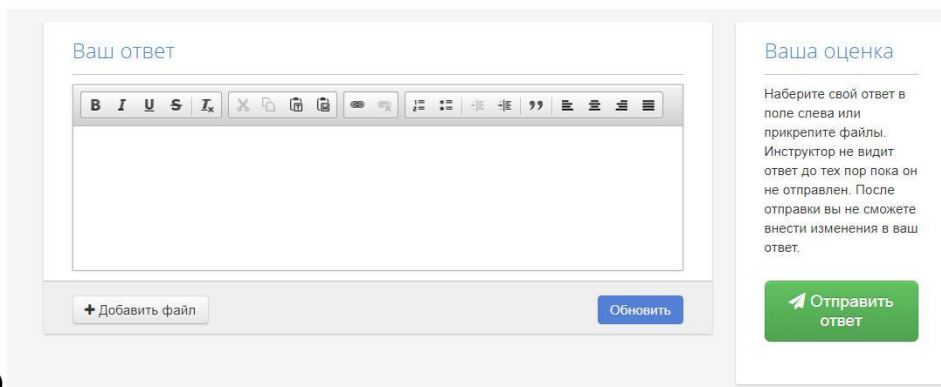 Ваш ответ
B I U S Ix
Добавить файл
Обновить
Ваша оценка
Наберите свой ответ в
поле слева или
прикрепите файлы.
Инструктор не видит
ответ до тех пор пока он
не отправлен. После
отправки вы не сможете
внести изменения в ваш
ответ.
Отправить
ответ